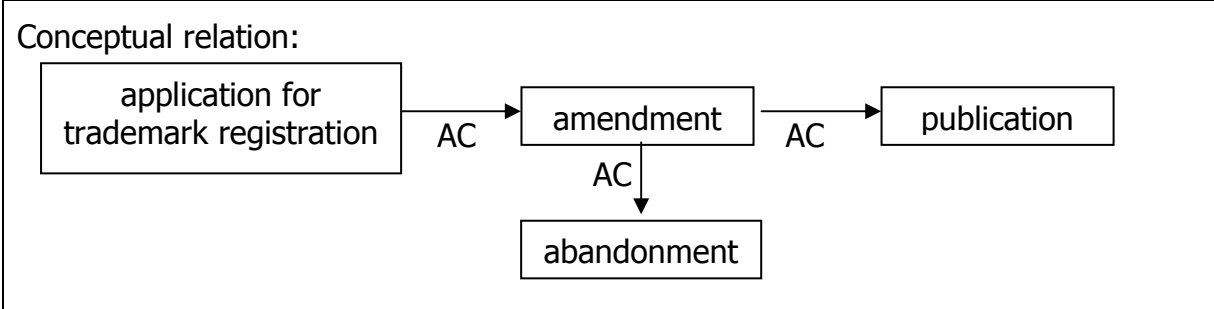 Conceptual relation:
application for
trademark registration
AC
amendment
AC
publication
AC
abandonment